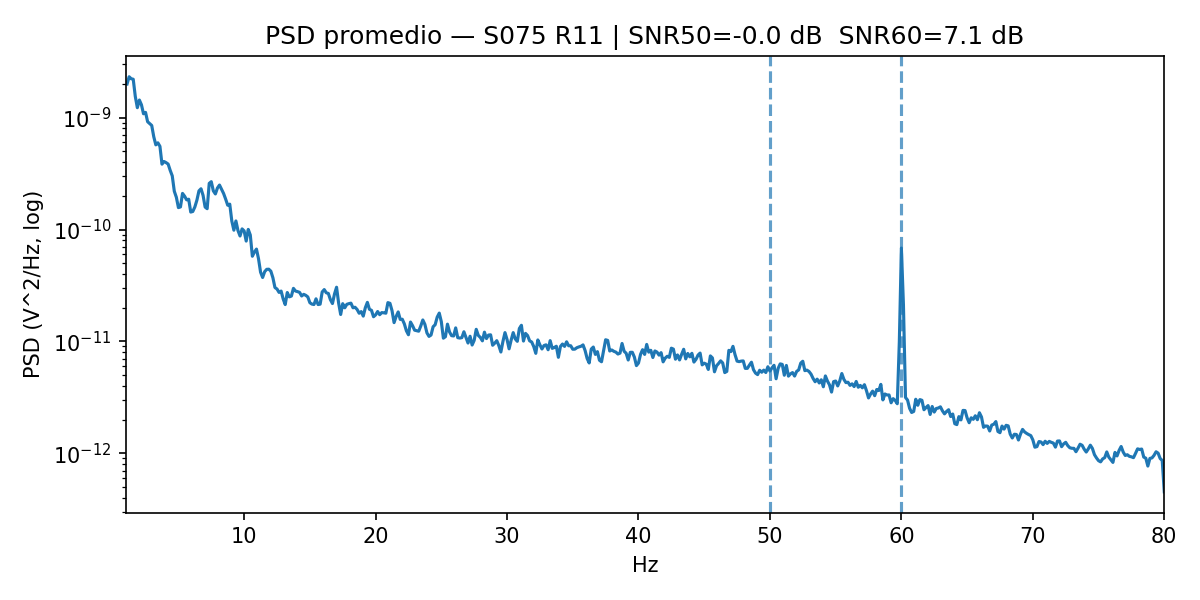 PSD promedio — S075 R11 | SNR50=-0.0 dB  SNR60=7.1 dB
PSD (V^2/Hz, log)
10⁻⁹
10⁻¹⁰
10⁻¹¹
10⁻¹²
10 20 30 40 50 60 70 80
Hz